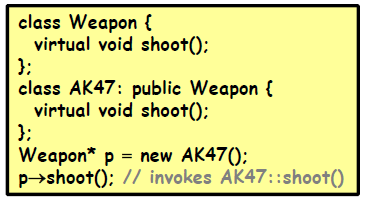 class Weapon {
virtual void shoot();
};
class AK47: public Weapon {
virtual void shoot();
};
Weapon* p = new AK47();
p→shoot(); // invokes AK47::shoot()